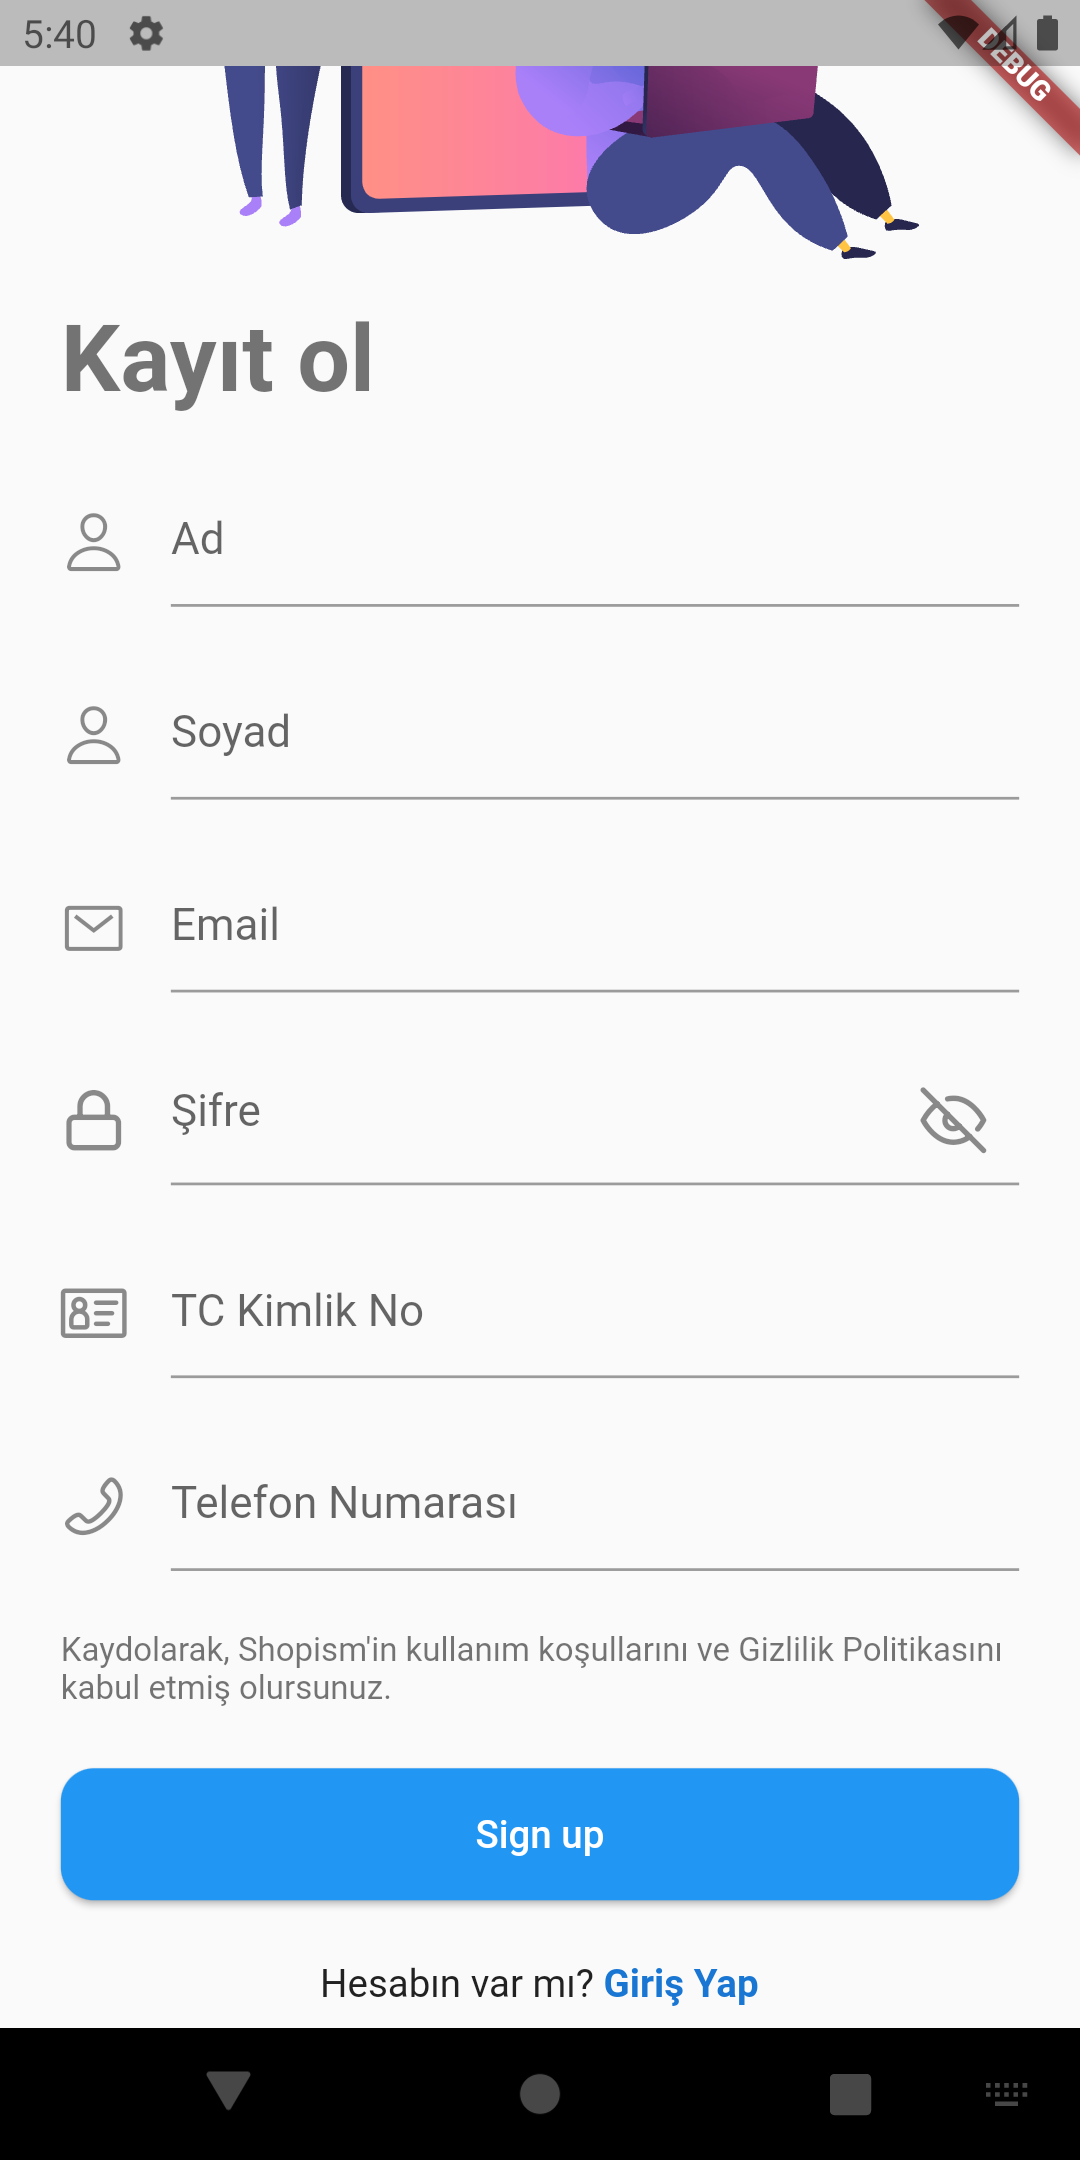 5:40
DEBUG
Kayıt ol
Ad
Soyad
Email
Şifre
TC Kimlik No
Telefon Numarası
Kaydolarak, Shopism'in kullanım koşullarını ve Gizlilik Politikasını
kabul etmiş olursunuz.
Sign up
Hesabın var mı? Giriş Yap